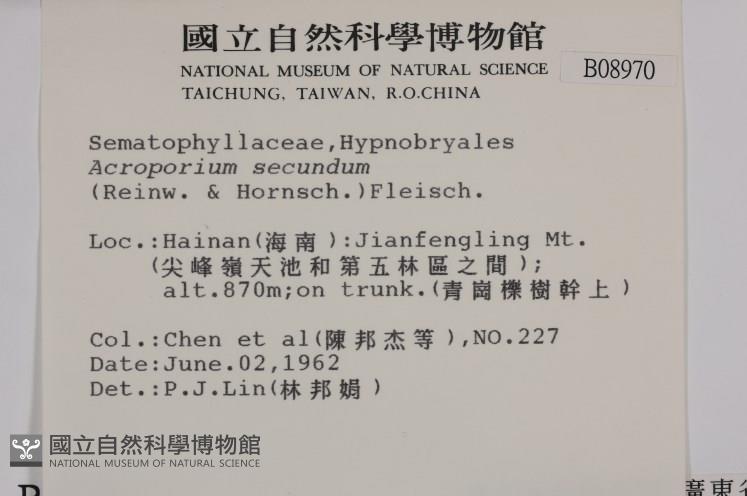 國立自然科學博物館
NATIONAL MUSEUM OF NATURAL SCIENCE
TAICHUNG, TAIWAN, R.O.CHINA
B08970
Sematophyllaceae,Hypnobryales
Acroporium secundum
(Reinw. & Hornsch.)Fleisch.
Loc.:Hainan(海南):Jianfengling Mt.
(尖峰嶺天池和第五林區之間);
alt.870m;on trunk.(青崗櫟樹幹上)
Col.:Chen et al(陳邦杰等),NO.227
Date:June.02,1962
Det.:P.J.Lin(林邦娟)
國立自然科學博物館
NATIONAL MUSEUM OF NATURAL SCIENCE
廣東省